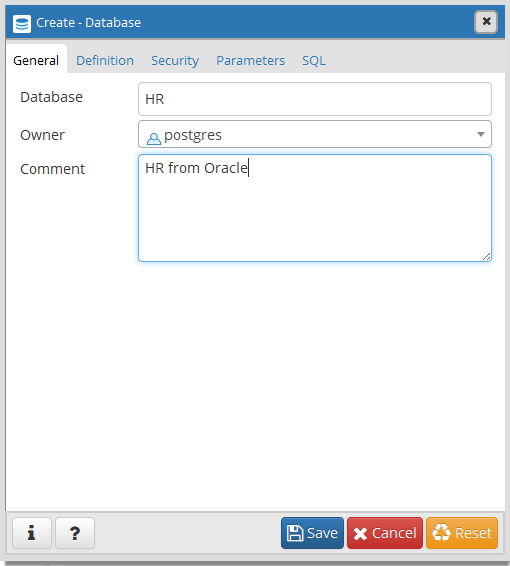 Create - Database
General Definition Security Parameters SQL
Database HR
Owner postgres
Comment HR from Oracle
i ? Save Cancel Reset